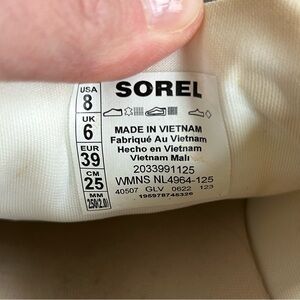 USA
8
UK
6
EUR
39
CM
25
MM
250(2.0)
SOREL
MADE IN VIETNAM
Fabriqué Au Vietnam
Hecho en Vietnam
Vietnam Malı
2033991125
WMNS NL4964-125
40507 GLV 0622 123
195978748326